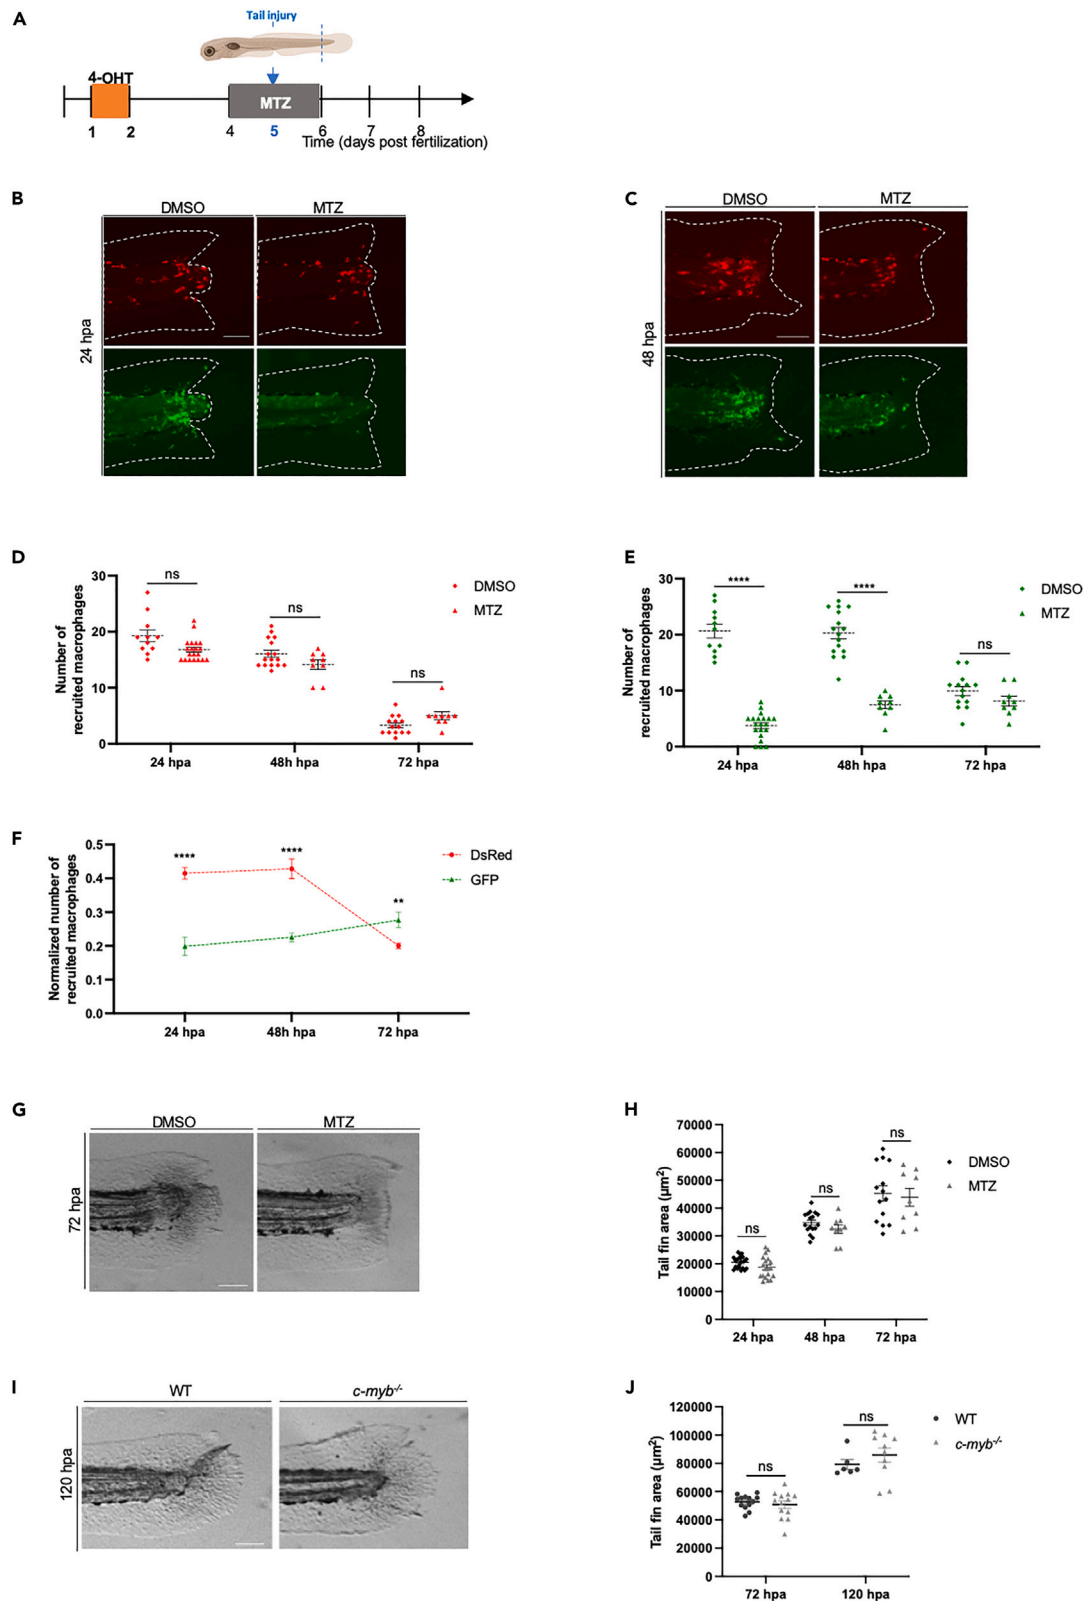 A
Tail injury
4-OHT
MTZ
1 2 4 5 6 7 8
Time (days post fertilization)
B
DMSO MTZ
24 hpa
C
DMSO MTZ
48 hpa
D
Number of
recruited macrophages
30
20
10
0
ns
ns
ns
24 hpa 48h hpa 72 hpa
DMSO
MTZ
E
Number of
recruited macrophages
30
20
10
0
****
****
ns
24 hpa 48h hpa 72 hpa
DMSO
MTZ
F
Normalized number of
recruited macrophages
0.5
0.4
0.3
0.2
0.1
0.0
****
****
**
24 hpa 48h hpa 72 hpa
DsRed
GFP
G
DMSO MTZ
72 hpa
H
Tail fin area (µm²)
70000
60000
50000
40000
30000
20000
10000
0
ns
ns
ns
24 hpa 48 hpa 72 hpa
DMSO
MTZ
I
WT c-myb-/-
120 hpa
J
Tail fin area (µm²)
120000
100000
80000
60000
40000
20000
0
ns
ns
72 hpa 120 hpa
WT
c-myb-/-